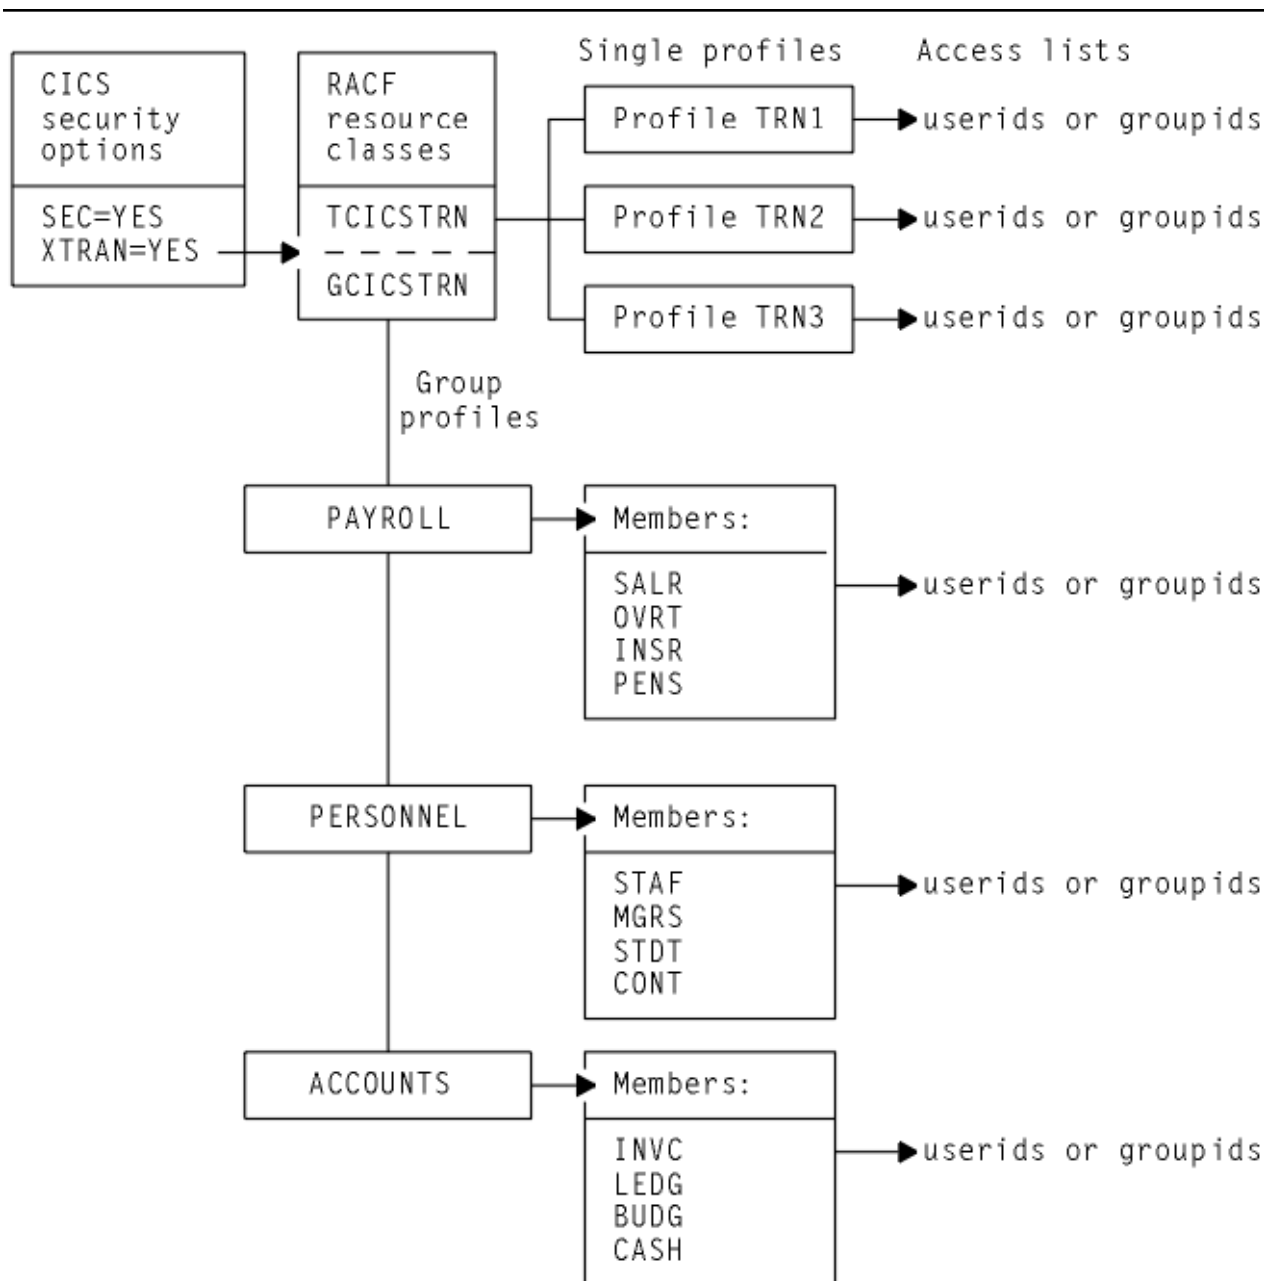 Single profiles Access lists
CICS
security
options
SEC=YES
XTRAN=YES
RACF
resource
classes
TCICSTRN
GCICSTRN
Profile TRN1
userids or groupids
Profile TRN2
userids or groupids
Profile TRN3
userids or groupids
Group
profiles
PAYROLL
Members:
SALR
OVRT
INSR
PENS
userids or groupids
PERSONNEL
Members:
STAF
MGRS
STDT
CONT
userids or groupids
ACCOUNTS
Members:
INVC
LEDG
BUDG
CASH
userids or groupids